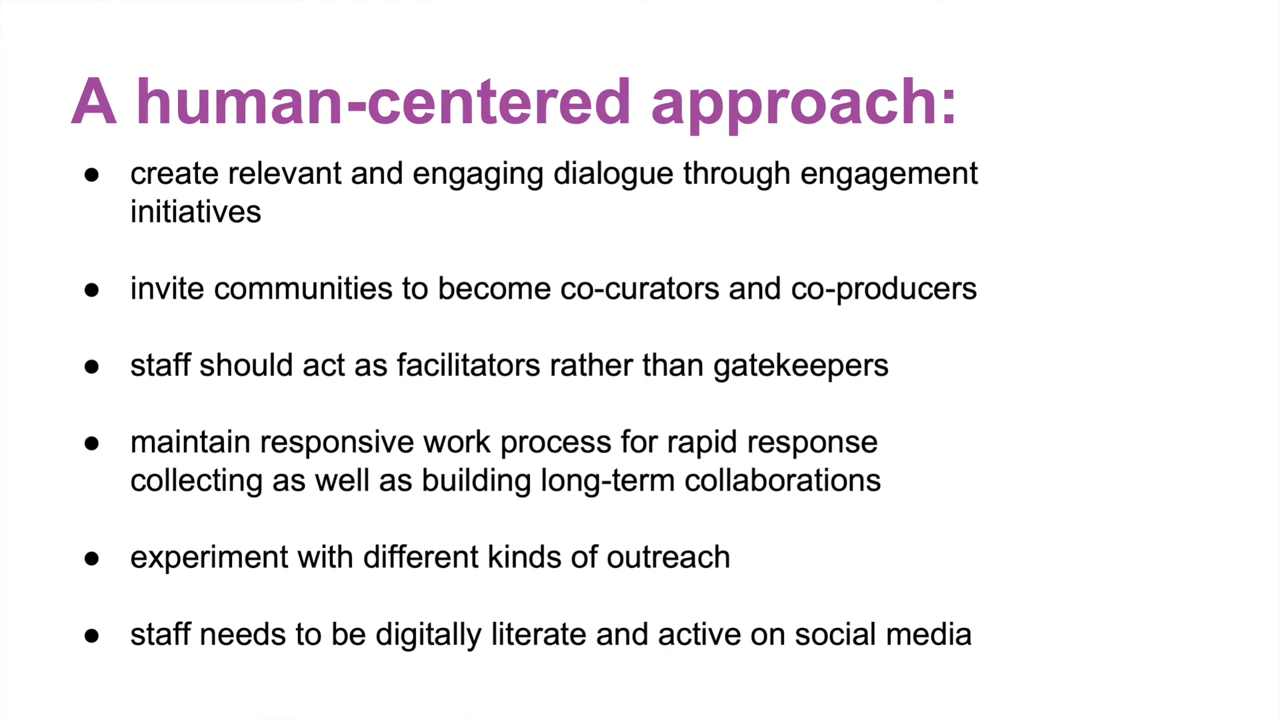 A human-centered approach:
● create relevant and engaging dialogue through engagement
initiatives
● invite communities to become co-curators and co-producers
● staff should act as facilitators rather than gatekeepers
● maintain responsive work process for rapid response
collecting as well as building long-term collaborations
● experiment with different kinds of outreach
● staff needs to be digitally literate and active on social media